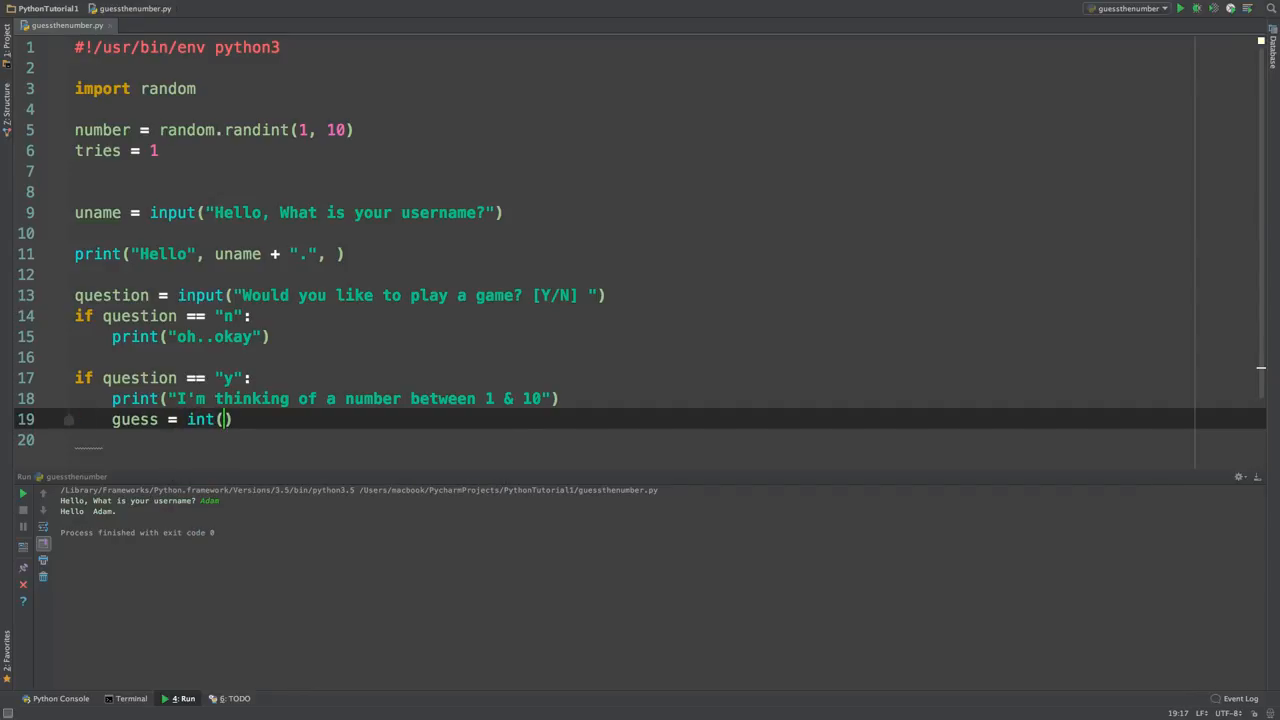 PythonTutorial1 guessthenumber.py guessthenumber
guessthenumber.py
1 #!/usr/bin/env python3
2
3 import random
4
5 number = random.randint(1, 10)
6 tries = 1
7
8
9 uname = input("Hello, What is your username?")
10
11 print("Hello", uname + ".", )
12
13 question = input("Would you like to play a game? [Y/N] ")
14 if question == "n":
15     print("oh..okay")
16
17 if question == "y":
18     print("I'm thinking of a number between 1 & 10")
19     guess = int()
20
1: Project
Z: Structure
2: Favorites
Database
Run guessthenumber
/Library/Frameworks/Python.framework/Versions/3.5/bin/python3.5 /Users/macbook/PycharmProjects/PythonTutorial1/guessthenumber.py
Hello, What is your username? Adam
Hello  Adam.
Process finished with exit code 0
Python Console Terminal 4: Run 6: TODO Event Log
19:17 LF÷ UTF-8÷